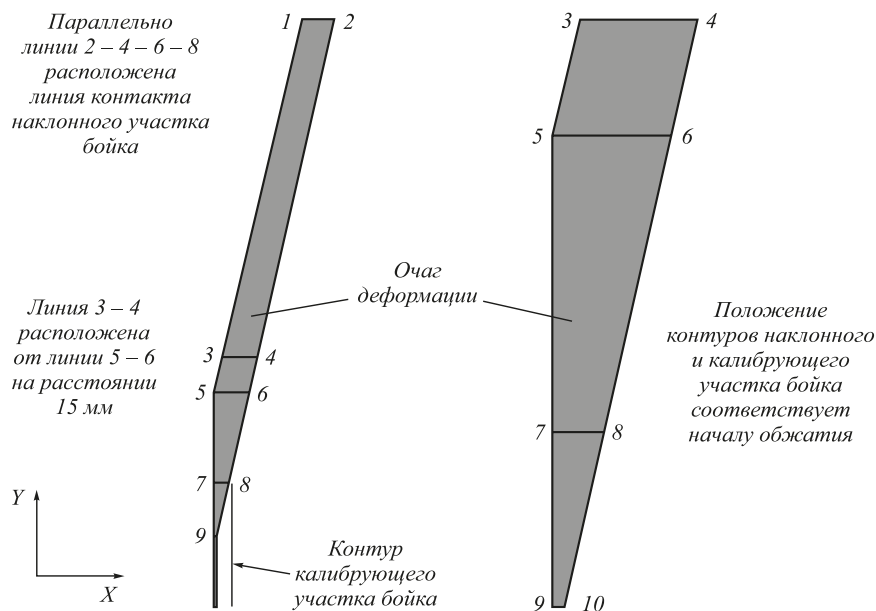 Параллельно
линии 2 – 4 – 6 – 8
расположена
линия контакта
наклонного участка
бойка
1
2
3
4
5
6
Очаг
деформации
Линия 3 – 4
расположена
от линии 5 – 6
на расстоянии
15 мм
Положение
контуров наклонного
и калибрующего
участка бойка
соответствует
началу обжатия
3
4
5
6
7
8
7
8
9
Y
X
Контур
калибрующего
участка бойка
9
10